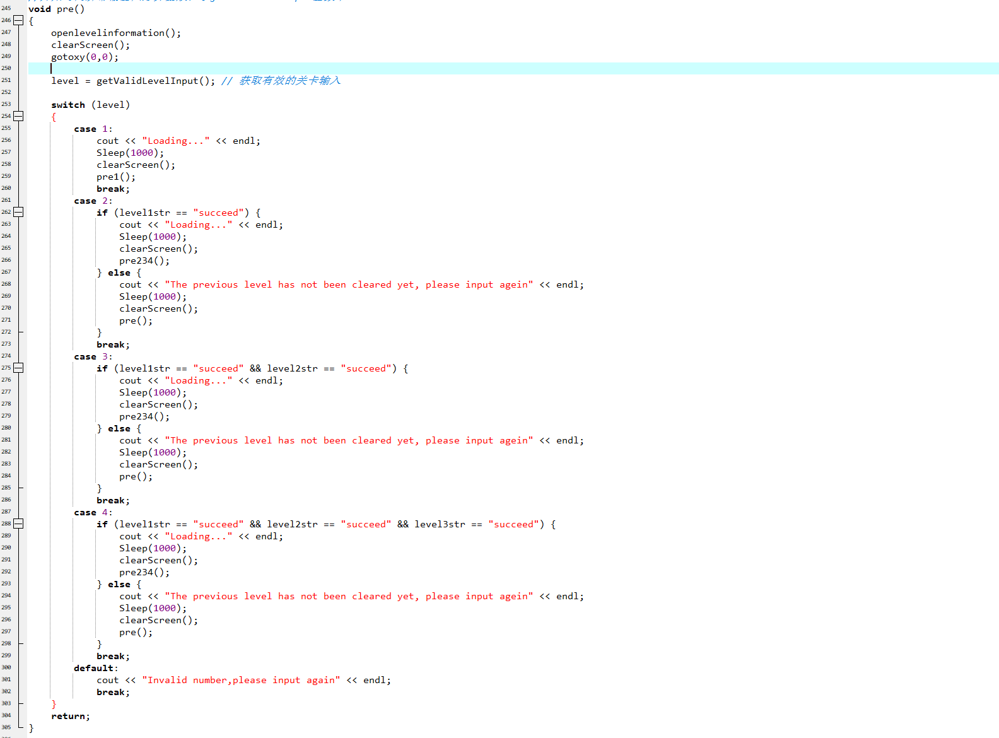 245 void pre()
246 {
247 openlevelinformation();
248 clearScreen();
249 gotoxy(0,0);
250
251 level = getValidLevelInput(); // 获取有效的关卡输入
252
253 switch (level)
254 {
255 case 1:
256 cout << "Loading..." << endl;
257 Sleep(1000);
258 clearScreen();
259 pre1();
260 break;
261 case 2:
262 if (level1str == "succeed") {
263 cout << "Loading..." << endl;
264 Sleep(1000);
265 clearScreen();
266 pre234();
267 } else {
268 cout << "The previous level has not been cleared yet, please input agein" << endl;
269 Sleep(1000);
270 clearScreen();
271 pre();
272 }
273 break;
274 case 3:
275 if (level1str == "succeed" && level2str == "succeed") {
276 cout << "Loading..." << endl;
277 Sleep(1000);
278 clearScreen();
279 pre234();
280 } else {
281 cout << "The previous level has not been cleared yet, please input agein" << endl;
282 Sleep(1000);
283 clearScreen();
284 pre();
285 }
286 break;
287 case 4:
288 if (level1str == "succeed" && level2str == "succeed" && level3str == "succeed") {
289 cout << "Loading..." << endl;
290 Sleep(1000);
291 clearScreen();
292 pre234();
293 } else {
294 cout << "The previous level has not been cleared yet, please input agein" << endl;
295 Sleep(1000);
296 clearScreen();
297 pre();
298 }
299 break;
300 default:
301 cout << "Invalid number,please input again" << endl;
302 break;
303 }
304 return;
305 }